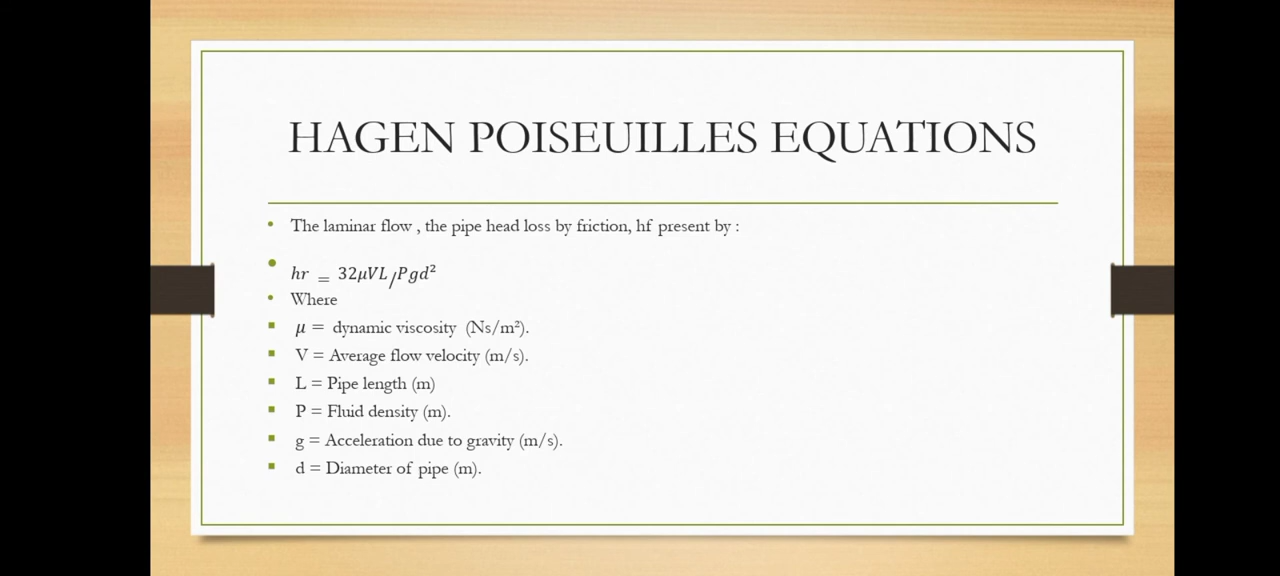 HAGEN POISEUILLES EQUATIONS
The laminar flow , the pipe head loss by friction, hf present by :
hr = 32μVL/Pgd²
Where
μ = dynamic viscosity (Ns/m²).
V = Average flow velocity (m/s).
L = Pipe length (m)
P = Fluid density (m).
g = Acceleration due to gravity (m/s).
d = Diameter of pipe (m).